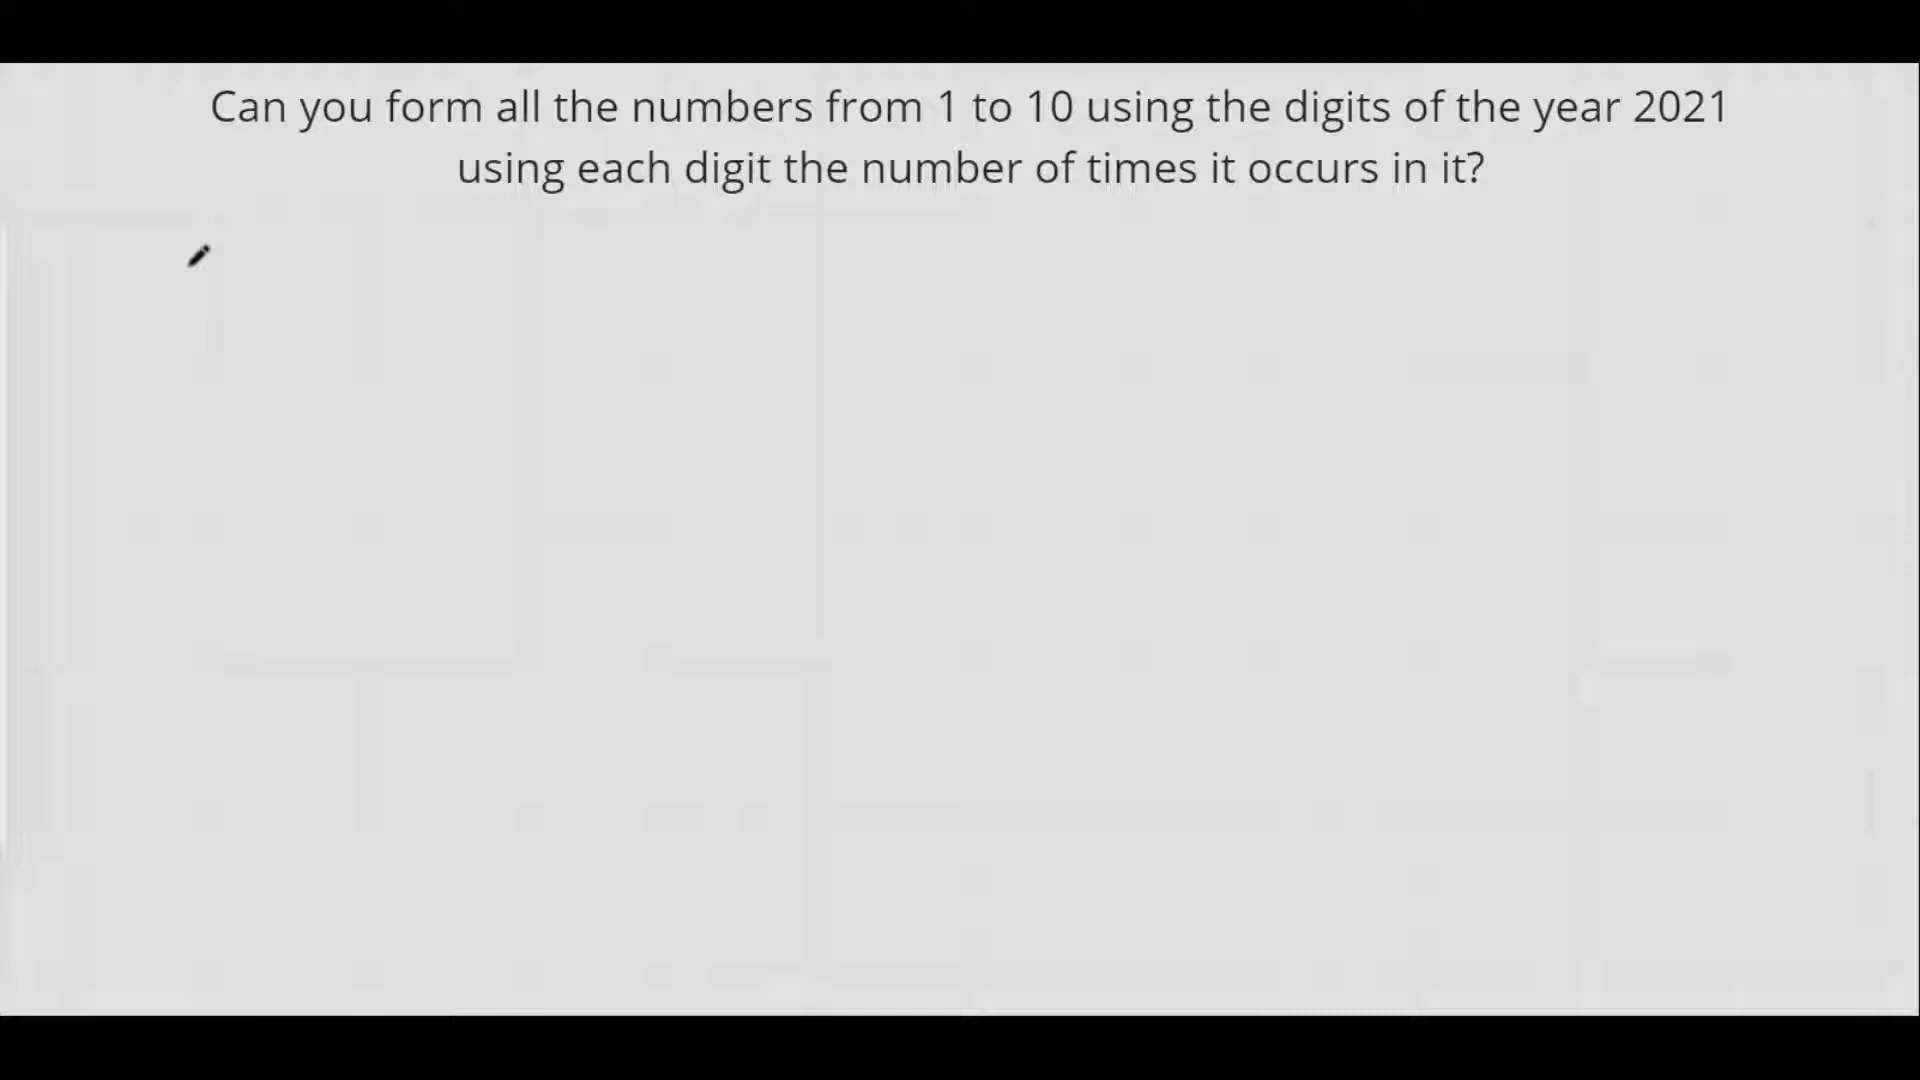 Can you form all the numbers from 1 to 10 using the digits of the year 2021
using each digit the number of times it occurs in it?